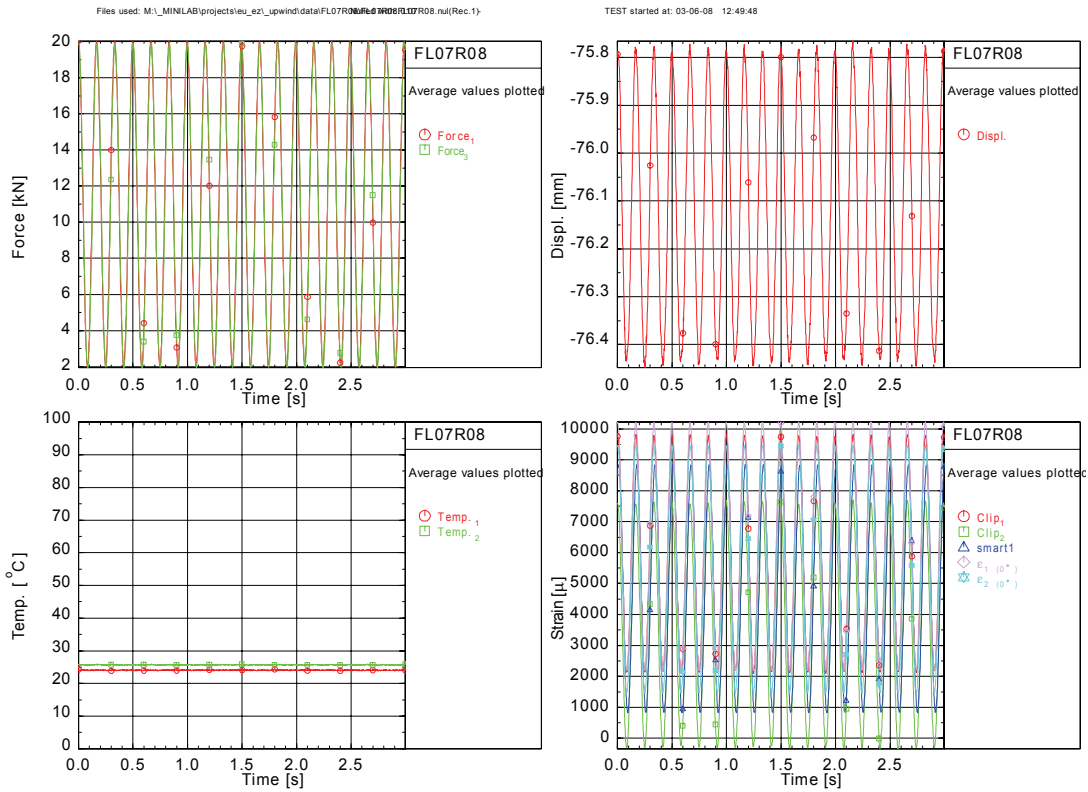 Files used: M:\_MINILAB\projects\eu_ez\_upwind\data\FL07R08 FL07R08.nul(Rec.1)- TEST started at: 03-06-08 12:49:48
FL07R08
Average values plotted
Force1
Force3
Force [kN]
20
18
16
14
12
10
8
6
4
2
0.0 0.5 1.0 1.5 2.0 2.5
Time [s]
FL07R08
Average values plotted
Displ.
Displ. [mm]
-75.8
-75.9
-76.0
-76.1
-76.2
-76.3
-76.4
0.0 0.5 1.0 1.5 2.0 2.5
Time [s]
FL07R08
Average values plotted
Temp. 1
Temp. 2
Temp. [ °C]
100
90
80
70
60
50
40
30
20
10
0
0.0 0.5 1.0 1.5 2.0 2.5
Time [s]
FL07R08
Average values plotted
Clip1
Clip2
smart1
ε1 (0°)
ε2 (0°)
Strain [µ]
10000
9000
8000
7000
6000
5000
4000
3000
2000
1000
0
0.0 0.5 1.0 1.5 2.0 2.5
Time [s]